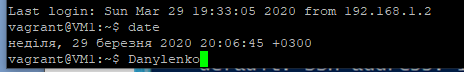 Last login: Sun Mar 29 19:33:05 2020 from 192.168.1.2
vagrant@VM1:~$ date
неділя, 29 березня 2020 20:06:45 +0300
vagrant@VM1:~$ Danylenko